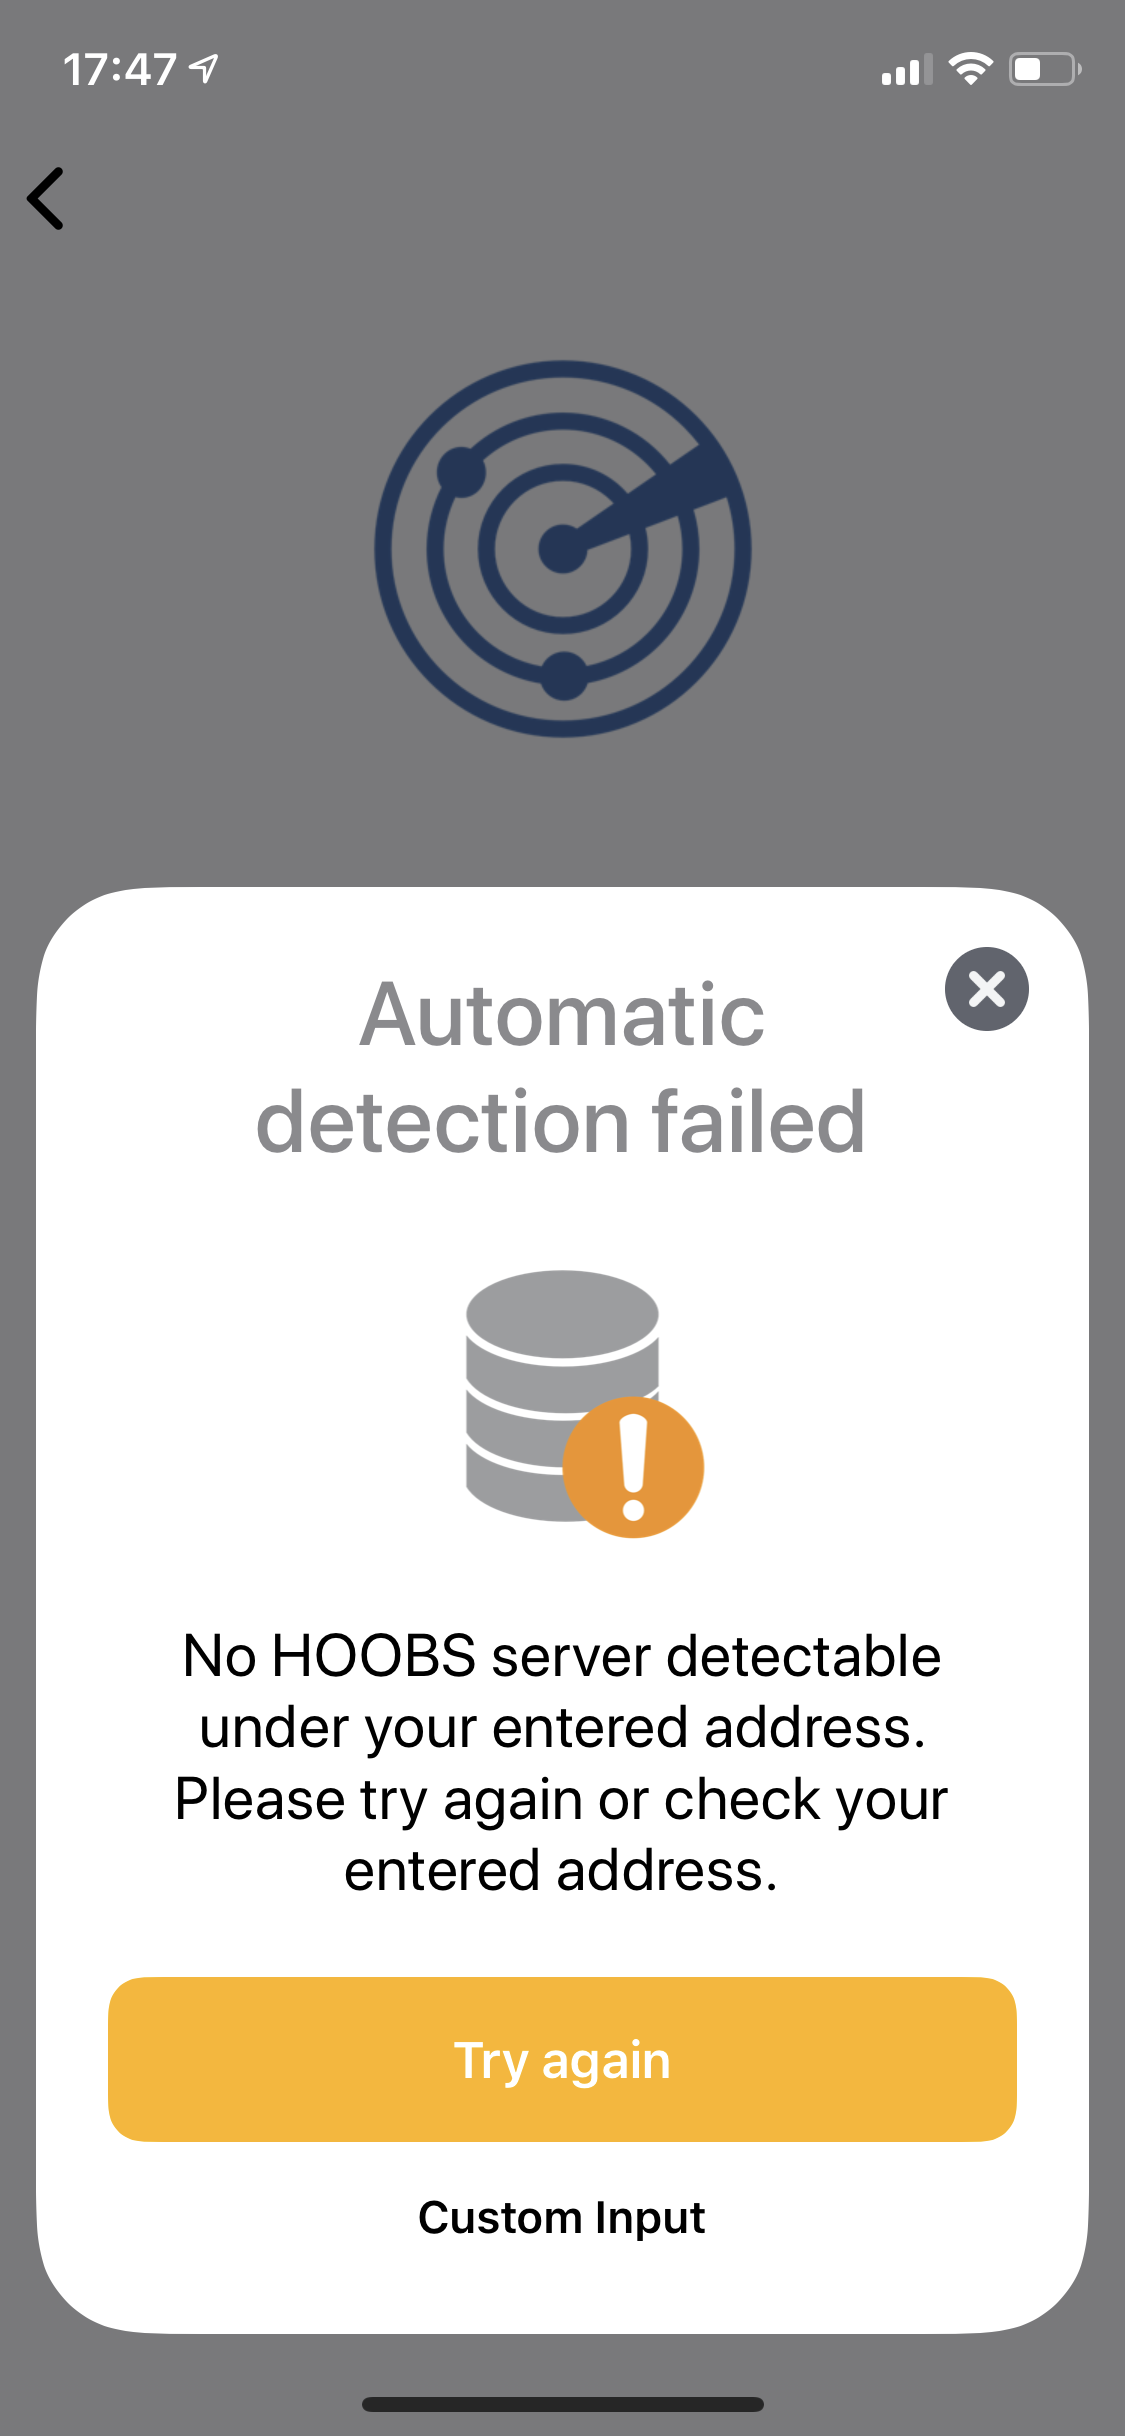 17:47
Automatic
detection failed
No HOOBS server detectable
under your entered address.
Please try again or check your
entered address.
Try again
Custom Input